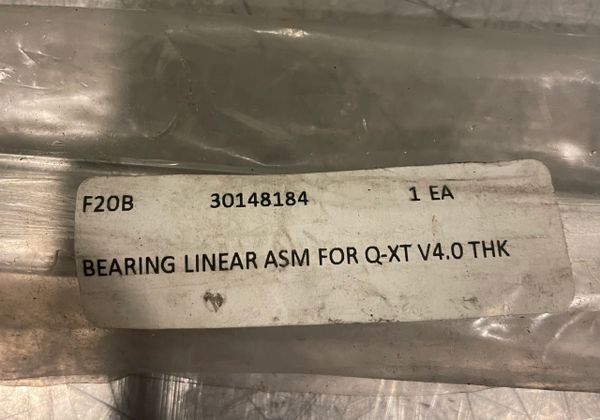 F20B 30148184 1 EA
BEARING LINEAR ASM FOR Q-XT V4.0 THK